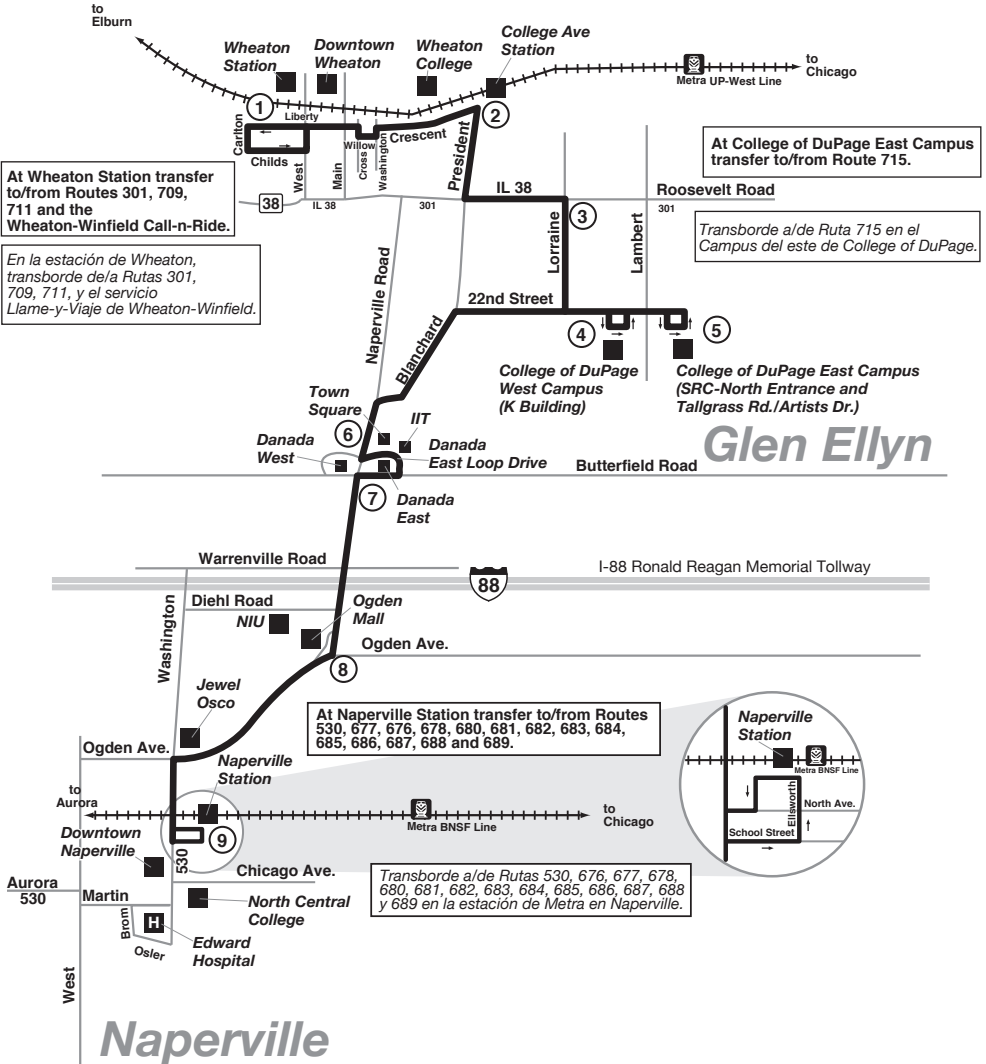 to
Elburn
Wheaton
Station
Downtown
Wheaton
Wheaton
College
College Ave
Station
Metra UP-West Line
to
Chicago
1
2
Liberty
Carlton
Childs
Willow
Crescent
West
Main
Cross
Washington
President
At Wheaton Station transfer
to/from Routes 301, 709,
711 and the
Wheaton-Winfield Call-n-Ride.
At College of DuPage East Campus
transfer to/from Route 715.
38
IL 38
301
IL 38
Roosevelt Road
301
3
En la estación de Wheaton,
transborde de/a Rutas 301,
709, 711, y el servicio
Llame-y-Viaje de Wheaton-Winfield.
Transborde a/de Ruta 715 en el
Campus del este de College of DuPage.
Naperville Road
Lorraine
Lambert
22nd Street
4
5
Blanchard
College of DuPage
West Campus
(K Building)
College of DuPage East Campus
(SRC-North Entrance and
Tallgrass Rd./Artists Dr.)
Town
Square
IIT
6
Danada
West
Danada
East Loop Drive
Glen Ellyn
Butterfield Road
7
Danada
East
Warrenville Road
I-88 Ronald Reagan Memorial Tollway
88
Diehl Road
Washington
NIU
Ogden
Mall
Ogden Ave.
8
Jewel
Osco
At Naperville Station transfer to/from Routes
530, 677, 676, 678, 680, 681, 682, 683, 684,
685, 686, 687, 688 and 689.
Naperville
Station
Metra BNSF Line
Ellsworth
North Ave.
School Street
Ogden Ave.
Naperville
Station
to
Aurora
Metra BNSF Line
to
Chicago
9
Downtown
Naperville
530
Chicago Ave.
Transborde a/de Rutas 530, 676, 677, 678,
680, 681, 682, 683, 684, 685, 686, 687, 688
y 689 en la estación de Metra en Naperville.
Aurora
530
Martin
North Central
College
Brom
H
Osler
Edward
Hospital
West
Naperville